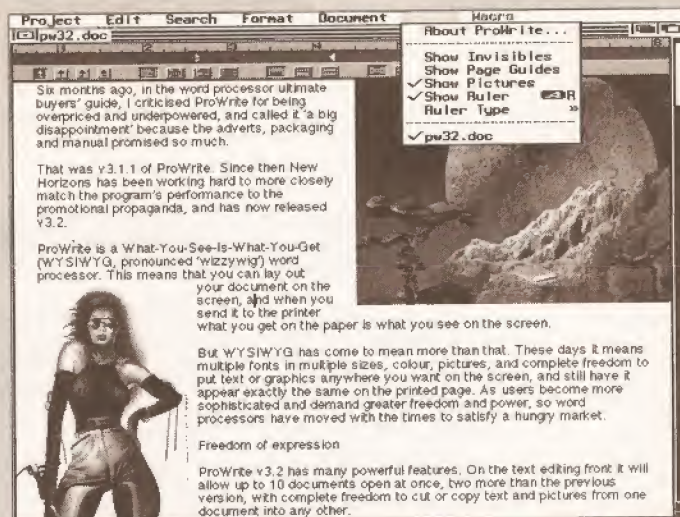 Project Edit Search Format Document Macro
pw32.doc
About ProWrite...
Show Invisibles
Show Page Guides
✓Show Pictures
✓Show Ruler R
Ruler Type »
✓pw32.doc
Six months ago, in the word processor ultimate
buyers' guide, I criticised ProWrite for being
overpriced and underpowered, and called it 'a big
disappointment' because the adverts, packaging
and manual promised so much.
That was v3.1.1 of ProWrite. Since then New
Horizons has been working hard to more closely
match the program's performance to the
promotional propaganda, and has now released
v3.2.
ProWrite is a What-You-See-Is-What-You-Get
(WYSIWYG, pronounced 'wizzywig') word
processor. This means that you can lay out
your document on the
screen, and when you
send it to the printer
what you get on the paper is what you see on the screen.
But WYSIWYG has come to mean more than that. These days it means
multiple fonts in multiple sizes, colour, pictures, and complete freedom to
put text or graphics anywhere you want on the screen, and still have it
appear exactly the same on the printed page. As users become more
sophisticated and demand greater freedom and power, so word
processors have moved with the times to satisfy a hungry market.
Freedom of expression
ProWrite v3.2 has many powerful features. On the text editing front it will
allow up to 10 documents open at once, two more than the previous
version, with complete freedom to cut or copy text and pictures from one
document into any other.